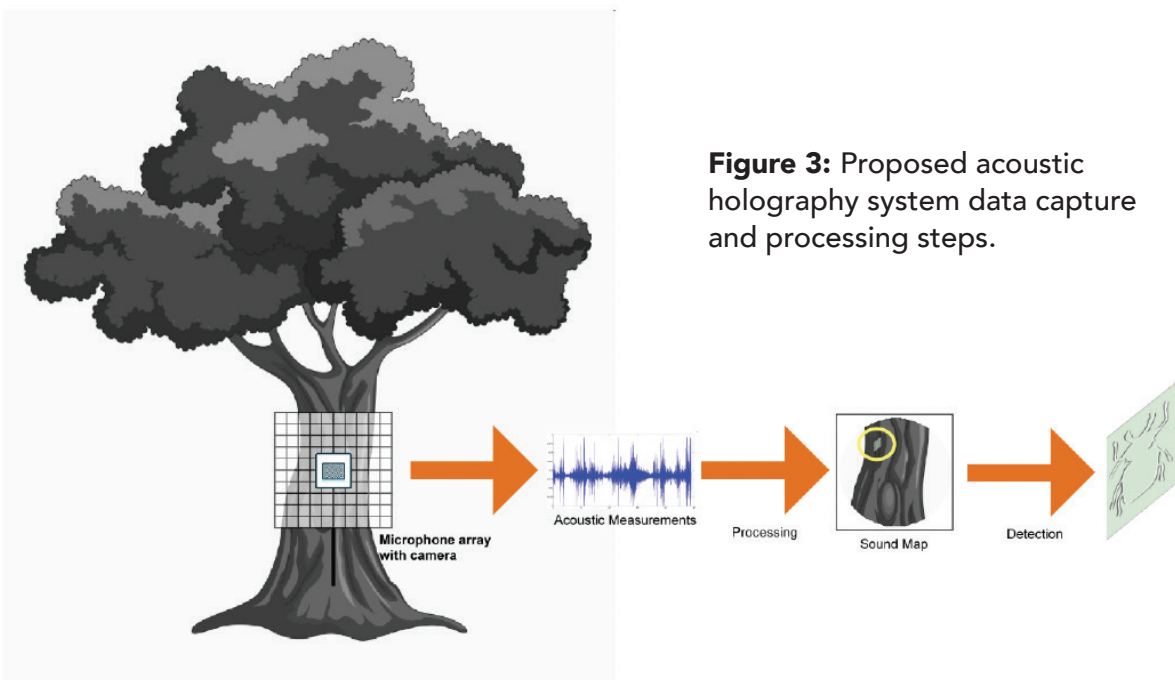 Figure 3: Proposed acoustic
holography system data capture
and processing steps.
Microphone array
with camera
Acoustic Measurements
Processing
Sound Map
Detection